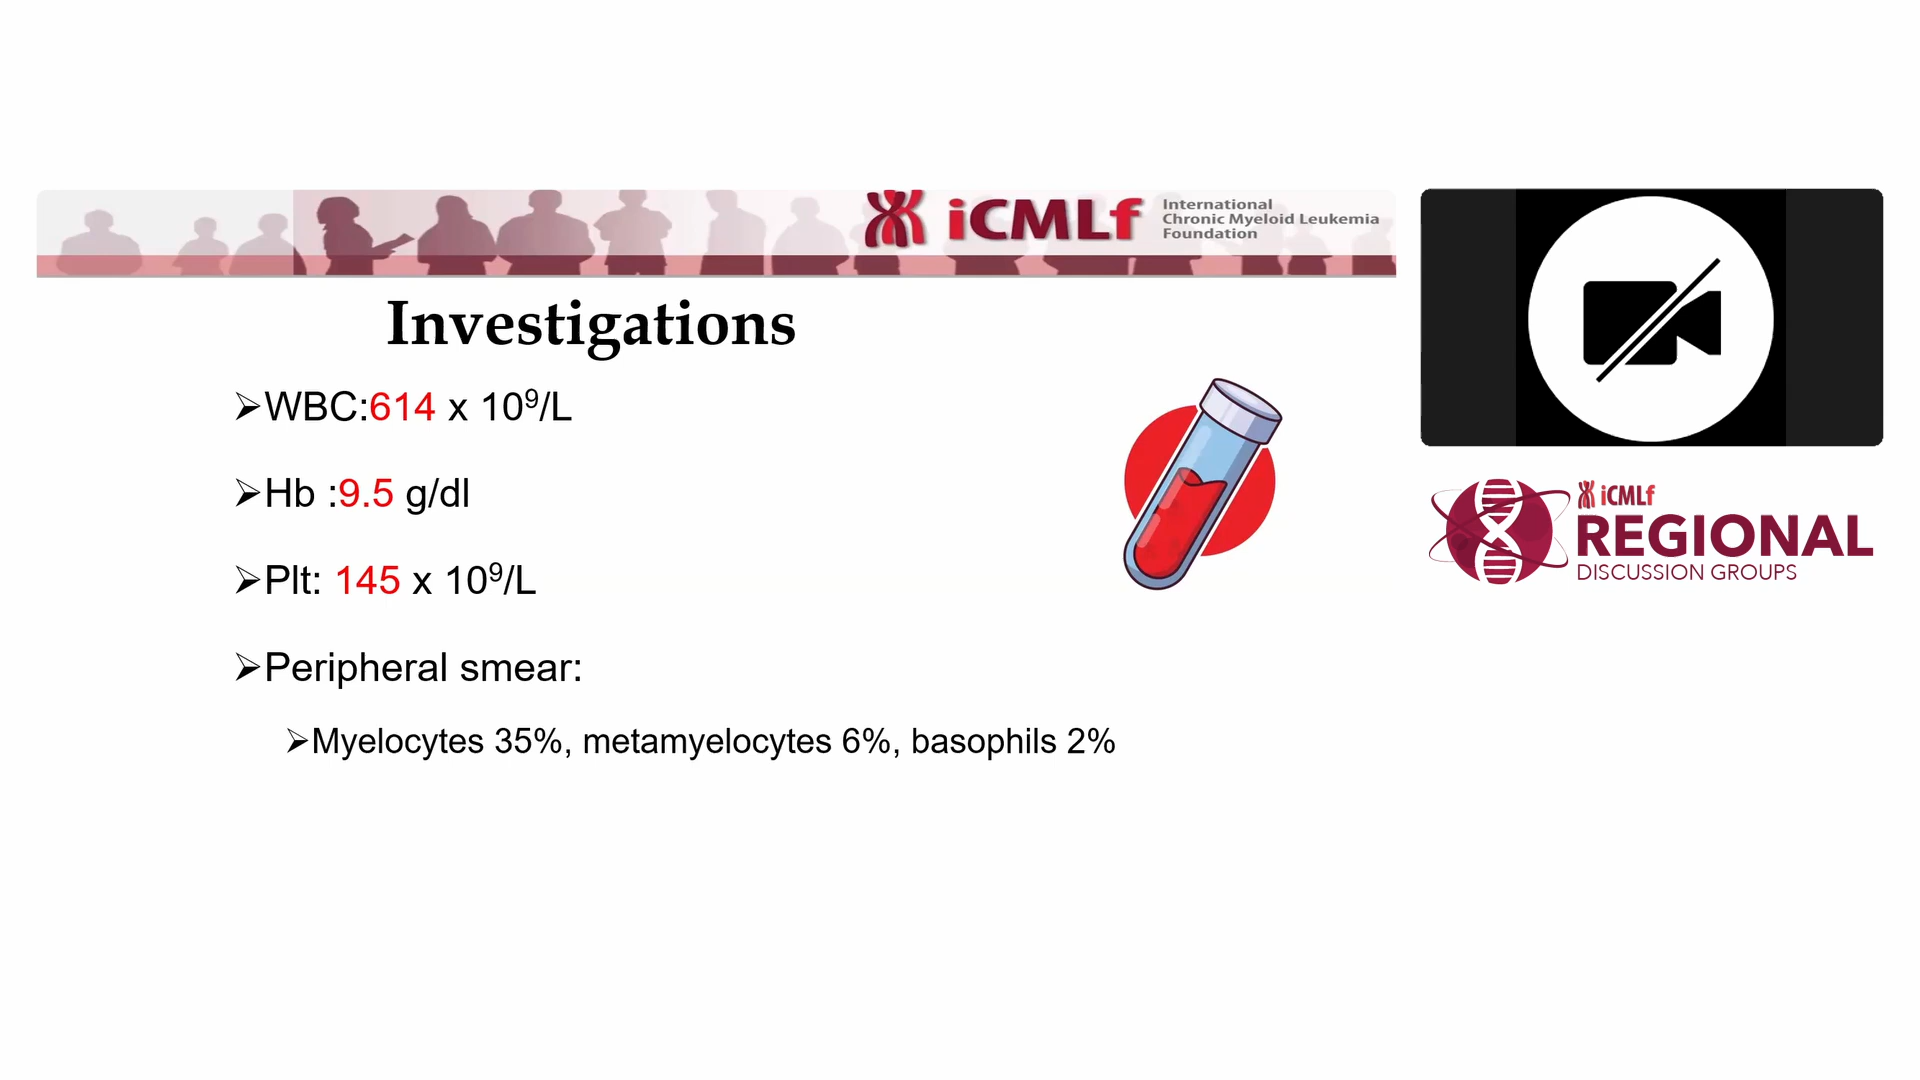 iCMLf
International
Chronic Myeloid Leukemia
Foundation
Investigations
➢WBC:614 x 10⁹/L
➢Hb :9.5 g/dl
➢Plt: 145 x 10⁹/L
➢Peripheral smear:
➢Myelocytes 35%, metamyelocytes 6%, basophils 2%
iCMLf
REGIONAL
DISCUSSION GROUPS